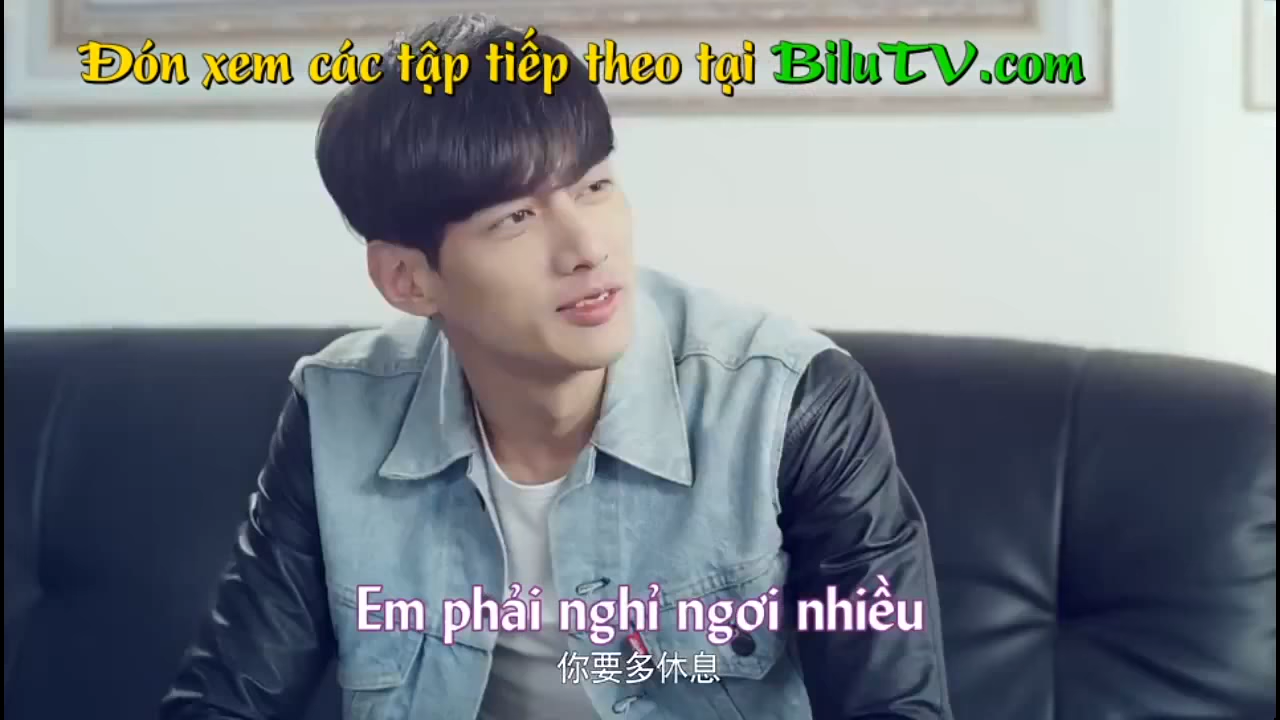 Đón xem các tập tiếp theo tại BiluTV.com
Em phải nghỉ ngơi nhiều
你要多休息